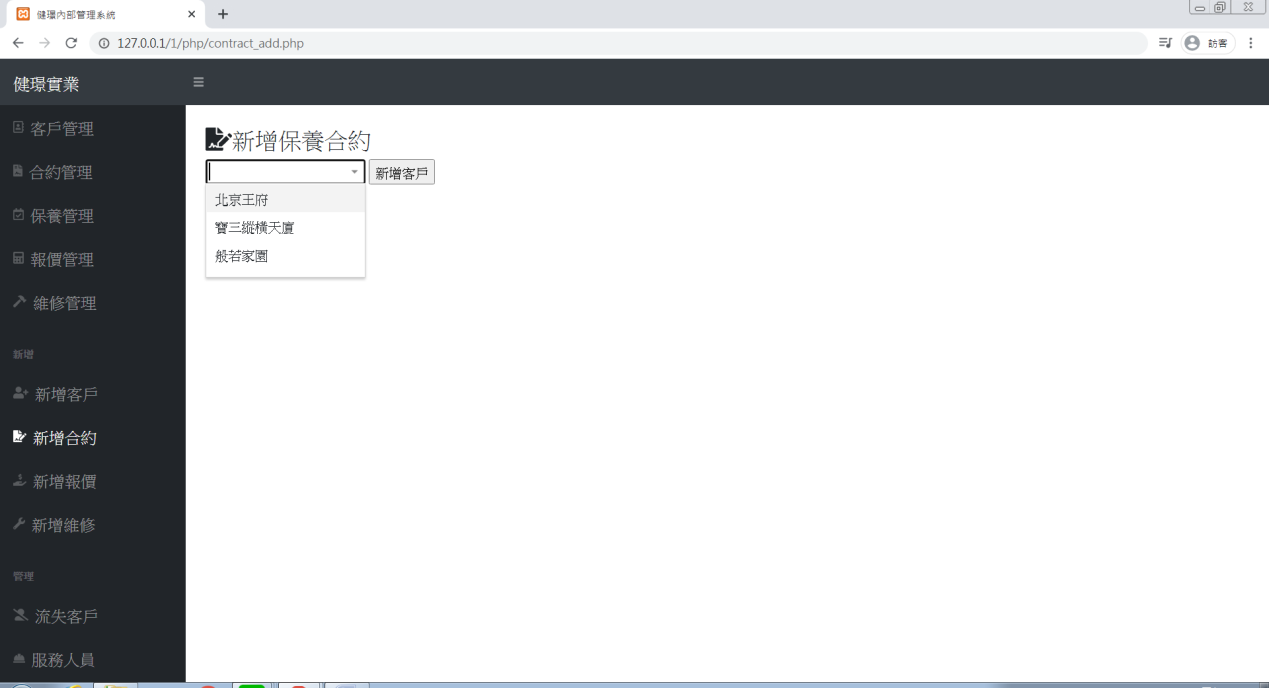 健璟內部管理系統
127.0.0.1/1/php/contract_add.php
訪客
健璟實業
客戶管理
合約管理
保養管理
報價管理
維修管理
新增
新增客戶
新增合約
新增報價
新增維修
管理
流失客戶
服務人員
新增保養合約
新增客戶
北京王府
寶三縱橫天廈
般若家園